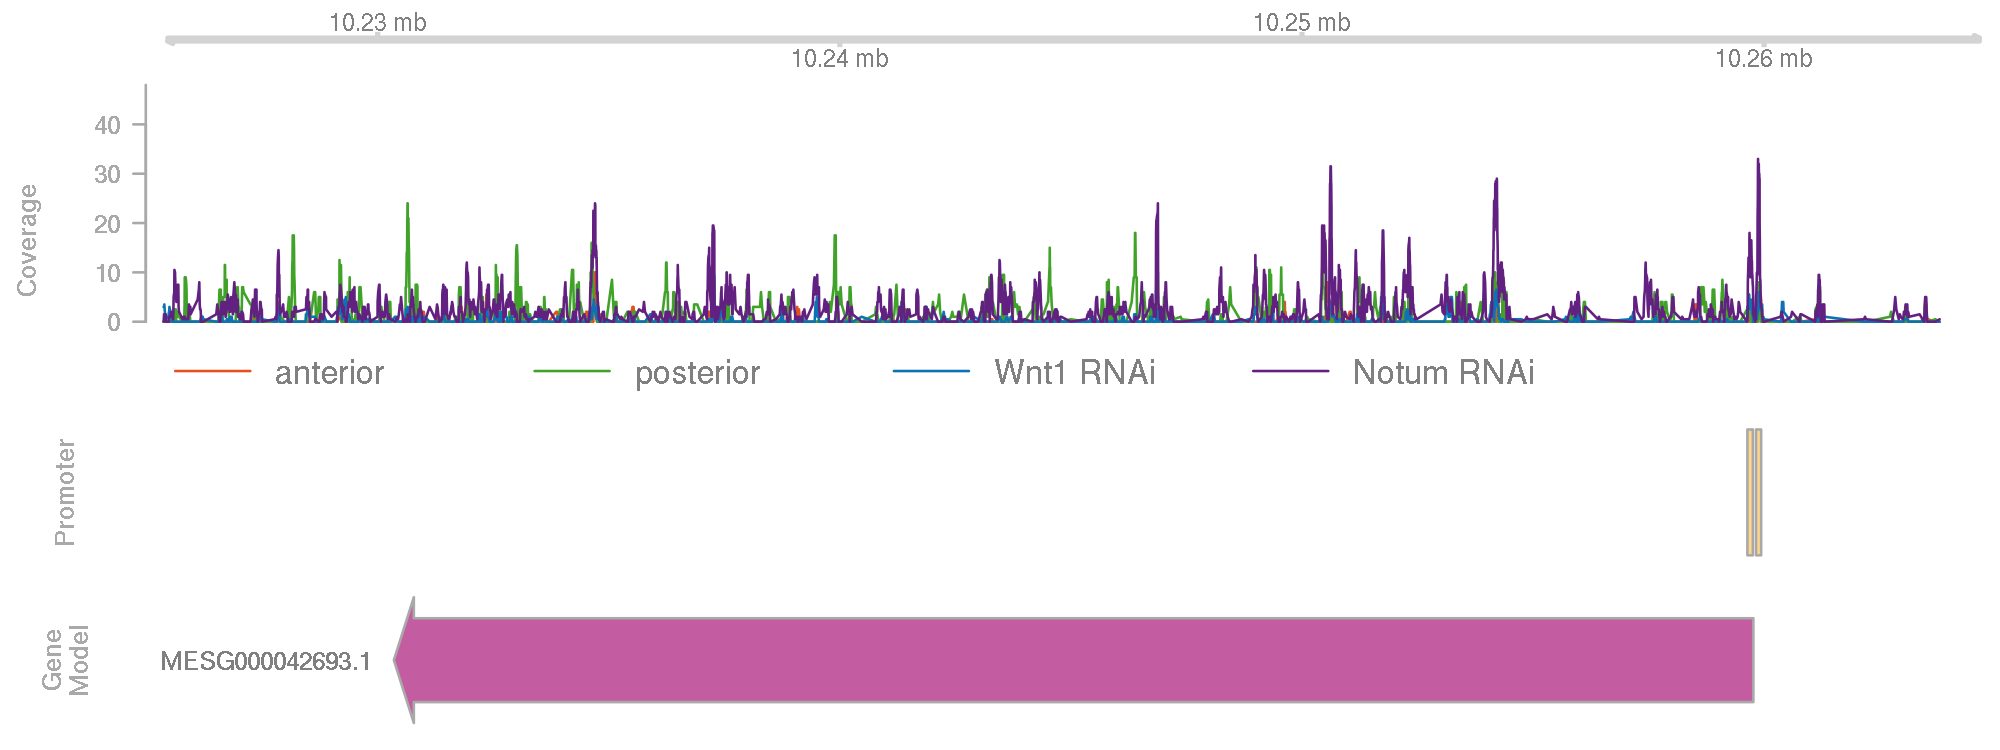 10.23 mb
10.25 mb
10.24 mb
10.26 mb
Coverage
40
30
20
10
0
anterior
posterior
Wnt1 RNAi
Notum RNAi
Promoter
Gene
Model
MESG000042693.1